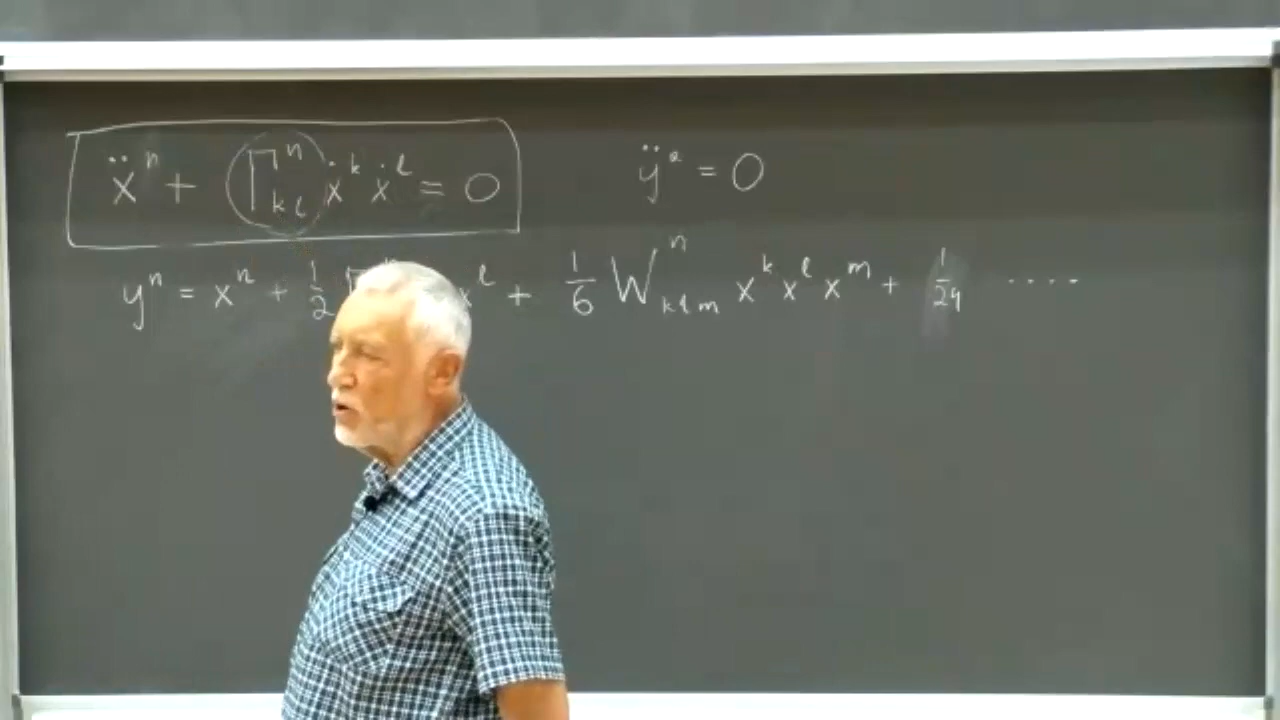 ẍⁿ + Γⁿₖₗ ẋᵏ ẋˡ = 0
ÿᵃ = 0
yⁿ = xⁿ + 1/2 xˡ + 1/6 Wⁿₖₗₘ xᵏ xˡ xᵐ + 1/24 ....